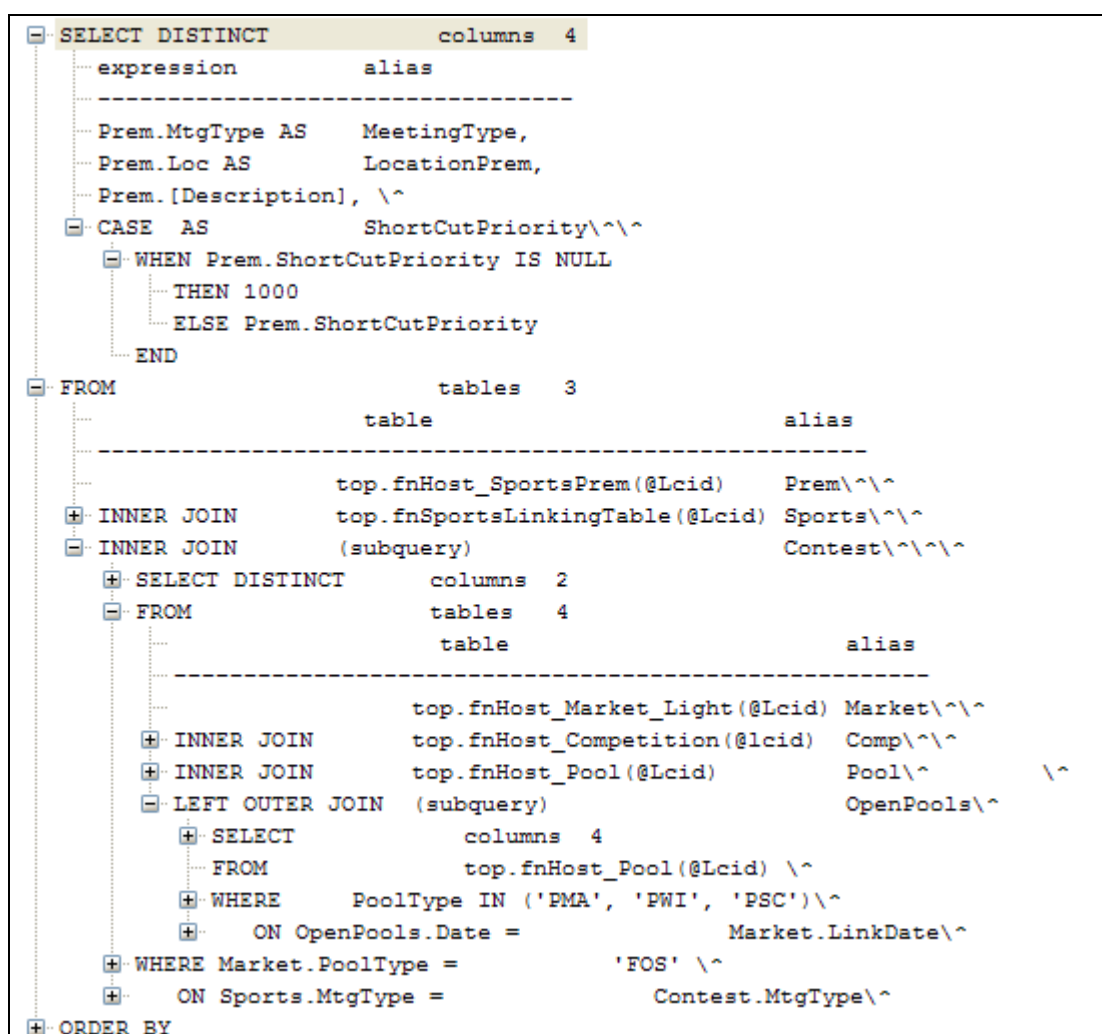 SELECT DISTINCT columns 4
expression alias
----------------------------------
Prem.MtgType AS MeetingType,
Prem.Loc AS LocationPrem,
Prem.[Description], \^
CASE AS ShortCutPriority\^\^
WHEN Prem.ShortCutPriority IS NULL
THEN 1000
ELSE Prem.ShortCutPriority
END
FROM tables 3
table alias
-------------------------------------------------------
top.fnHost_SportsPrem(@Lcid) Prem\^\^
INNER JOIN top.fnSportsLinkingTable(@Lcid) Sports\^\^
INNER JOIN (subquery) Contest\^\^\^
SELECT DISTINCT columns 2
FROM tables 4
table alias
------------------------------------------------------
top.fnHost_Market_Light(@Lcid) Market\^\^
INNER JOIN top.fnHost_Competition(@lcid) Comp\^\^
INNER JOIN top.fnHost_Pool(@Lcid) Pool\^ \^
LEFT OUTER JOIN (subquery) OpenPools\^
SELECT columns 4
FROM top.fnHost_Pool(@Lcid) \^
WHERE PoolType IN ('PMA', 'PWI', 'PSC')\^
ON OpenPools.Date = Market.LinkDate\^
WHERE Market.PoolType = 'FOS' \^
ON Sports.MtgType = Contest.MtgType\^
ORDER BY